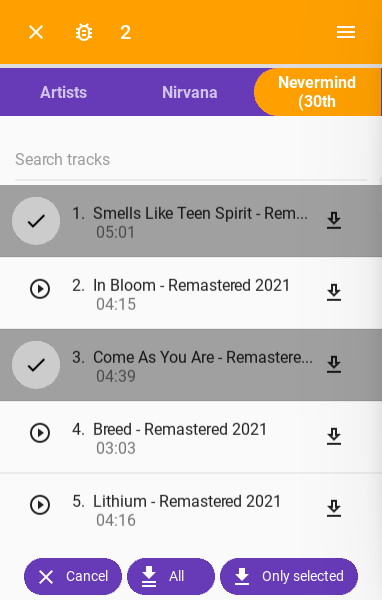 2
Artists
Nirvana
Nevermind
(30th
Search tracks
1. Smells Like Teen Spirit - Rem...
05:01
2. In Bloom - Remastered 2021
04:15
3. Come As You Are - Remastere...
04:39
4. Breed - Remastered 2021
03:03
5. Lithium - Remastered 2021
04:16
Cancel
All
Only selected